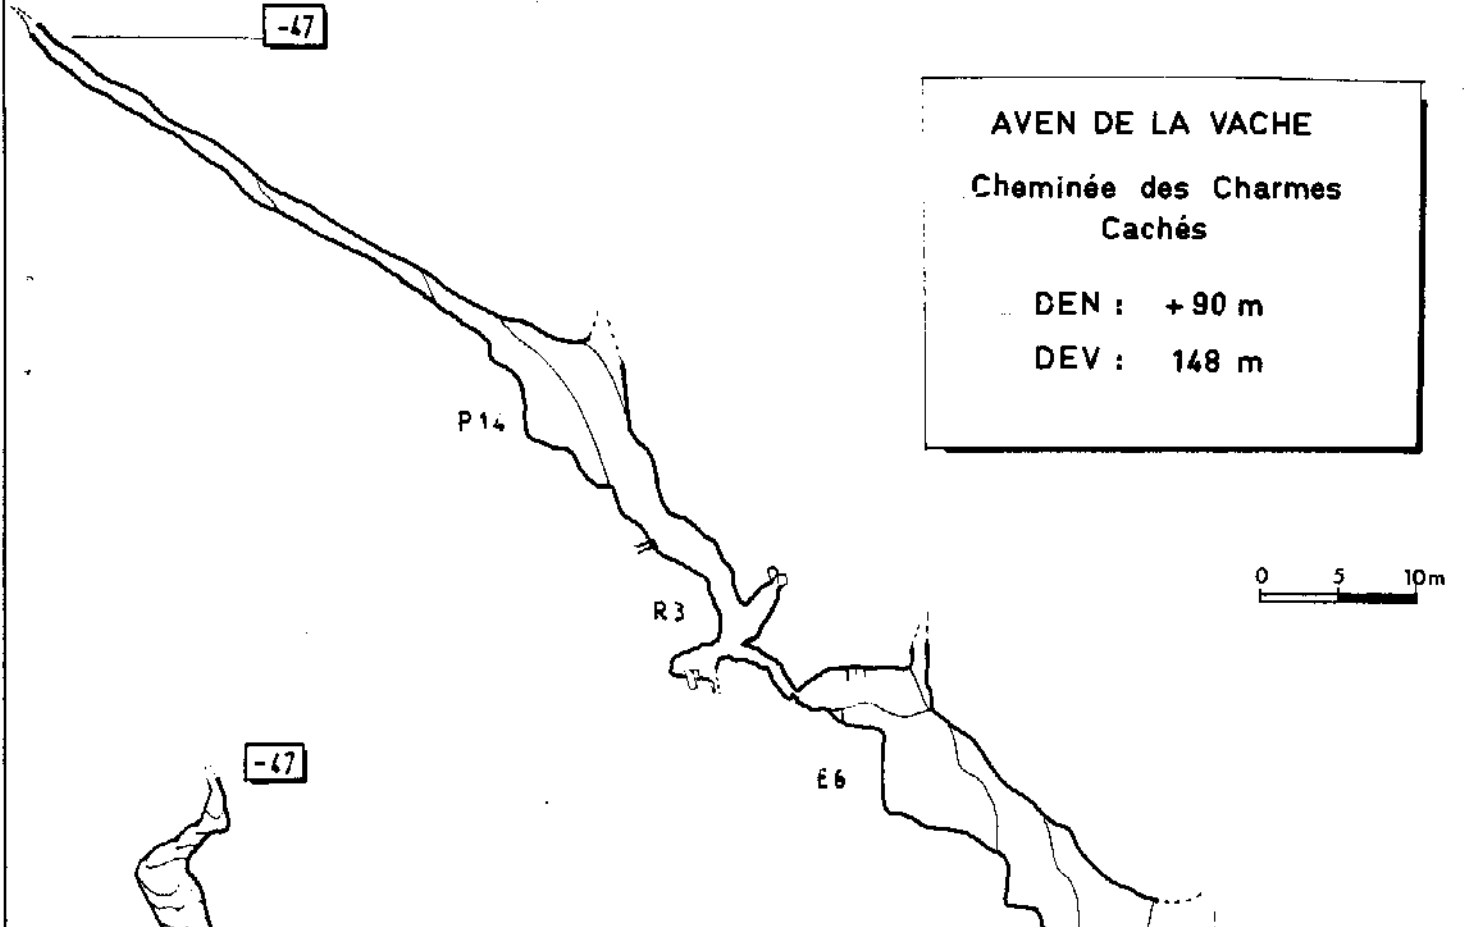 -47
AVEN DE LA VACHE
Cheminée des Charmes
Cachés
DEN : + 90 m
DEV : 148 m
P 14
0 5 10m
R 3
E 6
-47